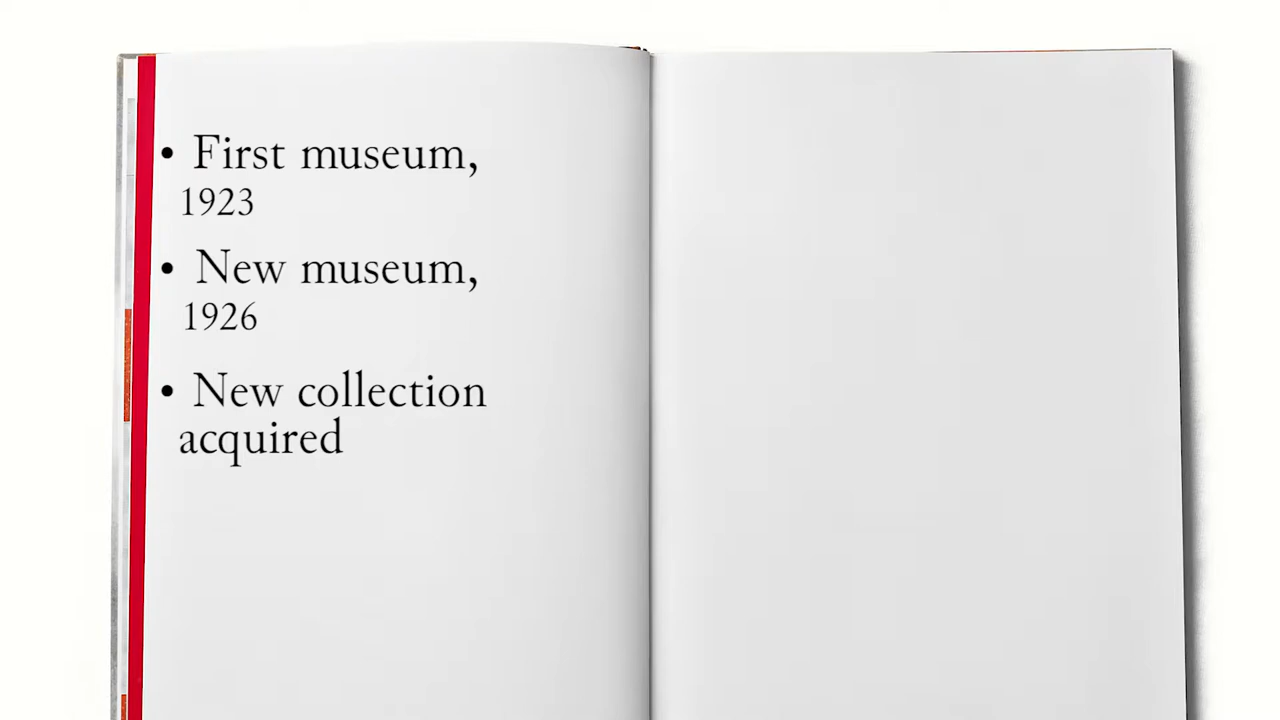 • First museum,
1923
• New museum,
1926
• New collection
acquired